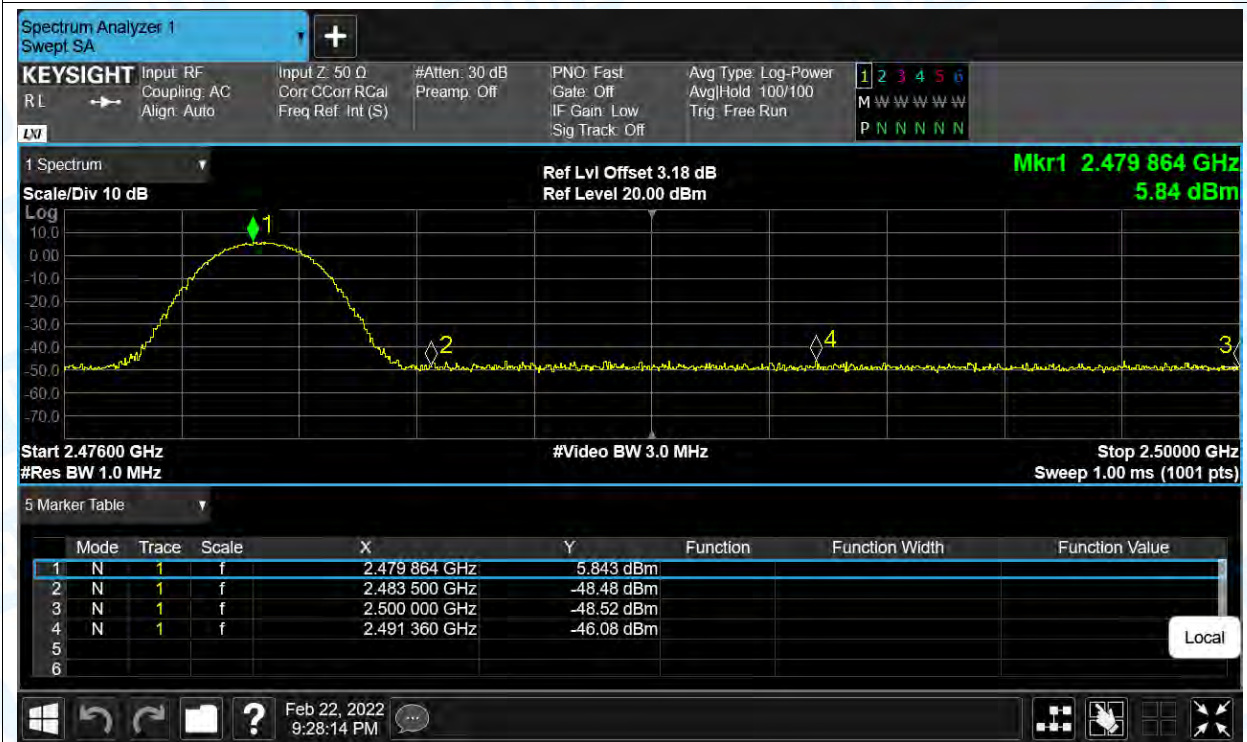 Spectrum Analyzer 1
Swept SA
+
KEYSIGHT Input: RF Input Z: 50 Ω #Atten: 30 dB PNO: Fast Avg Type: Log-Power 1 2 3 4 5 6
R L Coupling: AC Corr CCorr RCal Preamp: Off Gate: Off Avg|Hold: 100/100 M W W W W W
Align: Auto Freq Ref: Int (S) IF Gain: Low Trig: Free Run
LXI Sig Track: Off P N N N N N
1 Spectrum Ref Lvl Offset 3.18 dB Mkr1 2.479 864 GHz
Scale/Div 10 dB Ref Level 20.00 dBm 5.84 dBm
Log
10.0 1
0.00
-10.0
-20.0
-30.0
-40.0 2 4 3
-50.0
-60.0
-70.0
Start 2.47600 GHz #Video BW 3.0 MHz Stop 2.50000 GHz
#Res BW 1.0 MHz Sweep 1.00 ms (1001 pts)
5 Marker Table
Mode Trace Scale X Y Function Function Width Function Value
1 N 1 f 2.479 864 GHz 5.843 dBm
2 N 1 f 2.483 500 GHz -48.48 dBm
3 N 1 f 2.500 000 GHz -48.52 dBm
4 N 1 f 2.491 360 GHz -46.08 dBm
5
6
Local
? Feb 22, 2022
9:28:14 PM